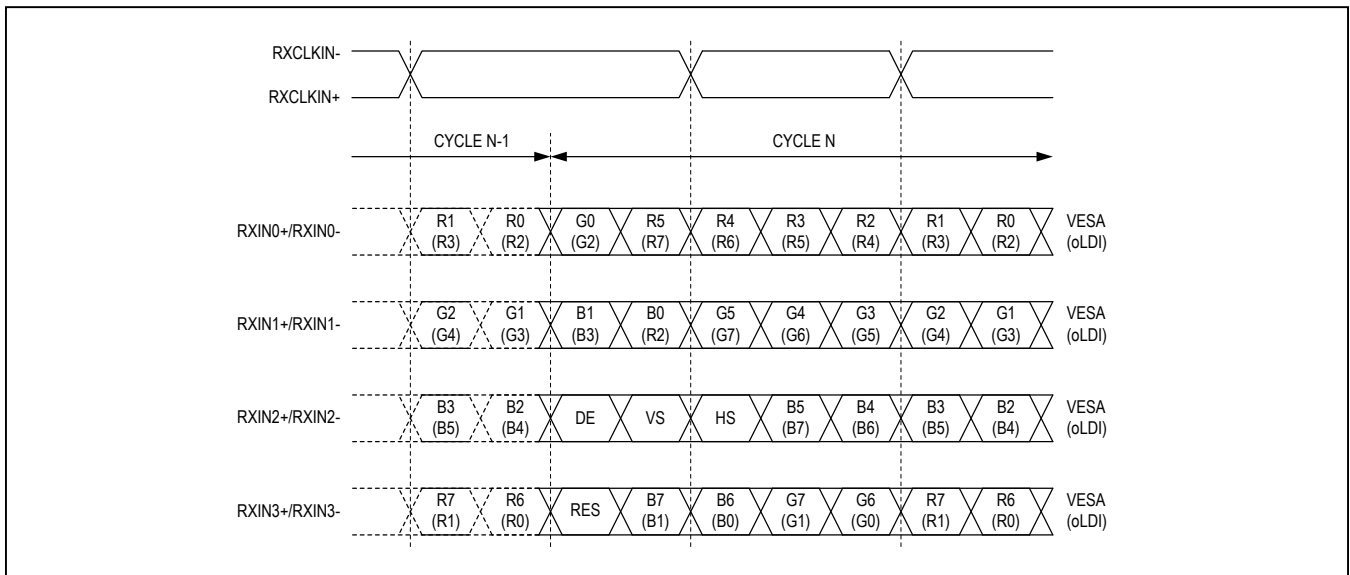 RXCLKIN-
RXCLKIN+
CYCLE N-1 CYCLE N
RXIN0+/RXIN0- R1 R0 G0 R5 R4 R3 R2 R1 R0 VESA
(R3) (R2) (G2) (R7) (R6) (R5) (R4) (R3) (R2) (oLDI)
RXIN1+/RXIN1- G2 G1 B1 B0 G5 G4 G3 G2 G1 VESA
(G4) (G3) (B3) (R2) (G7) (G6) (G5) (G4) (G3) (oLDI)
RXIN2+/RXIN2- B3 B2 DE VS HS B5 B4 B3 B2 VESA
(B5) (B4) (B7) (B6) (B5) (B4) (oLDI)
RXIN3+/RXIN3- R7 R6 RES B7 B6 G7 G6 R7 R6 VESA
(R1) (R0) (B1) (B0) (G1) (G0) (R1) (R0) (oLDI)